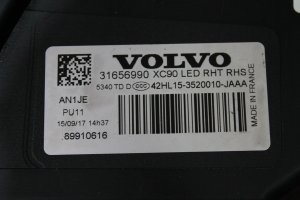 VOLVO
31656990 XC90 LED RHT RHS
5340 TD D 000 42HL15-3520010-JAAA
AN1JE
PU11
15/09/17 14h37
89910616
MADE IN FRANCE